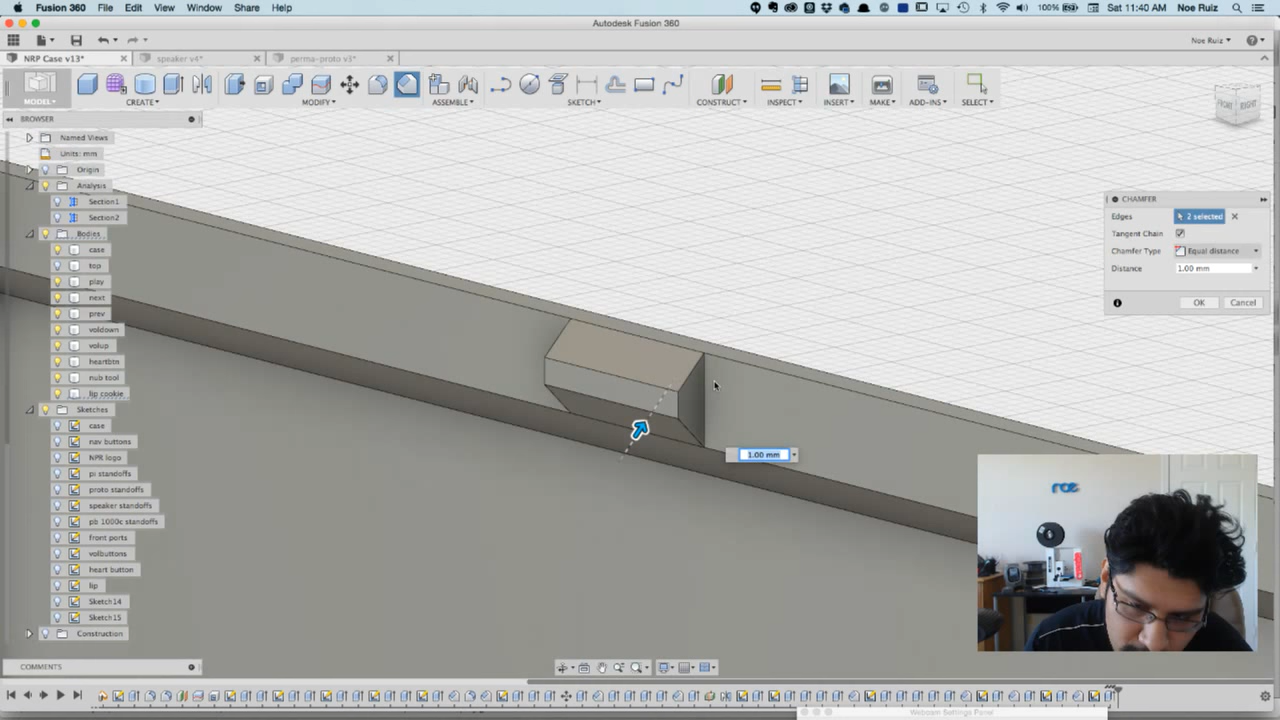 Fusion 360 File Edit View Window Share Help 100% Sat 11:40 AM Noe Ruiz
Autodesk Fusion 360
Noe Ruiz
NRP Case v13* speaker v4* perma-proto v3*
MODEL CREATE MODIFY ASSEMBLE SKETCH CONSTRUCT INSPECT INSERT MAKE ADD-INS SELECT
FRONT RIGHT
BROWSER
Named Views
Units: mm
Origin
Analysis
Section1
Section2
Bodies
case
top
play
next
prev
voldown
volup
heartbtn
nub tool
lip cookie
Sketches
case
nav buttons
NPR logo
pi standoffs
proto standoffs
speaker standoffs
pb 1000c standoffs
front ports
volbuttons
heart button
lip
Sketch14
Sketch15
Construction
CHAMFER
Edges 2 selected
Tangent Chain
Chamfer Type Equal distance
Distance 1.00 mm
OK Cancel
1.00 mm
COMMENTS
Webcam Settings Panel